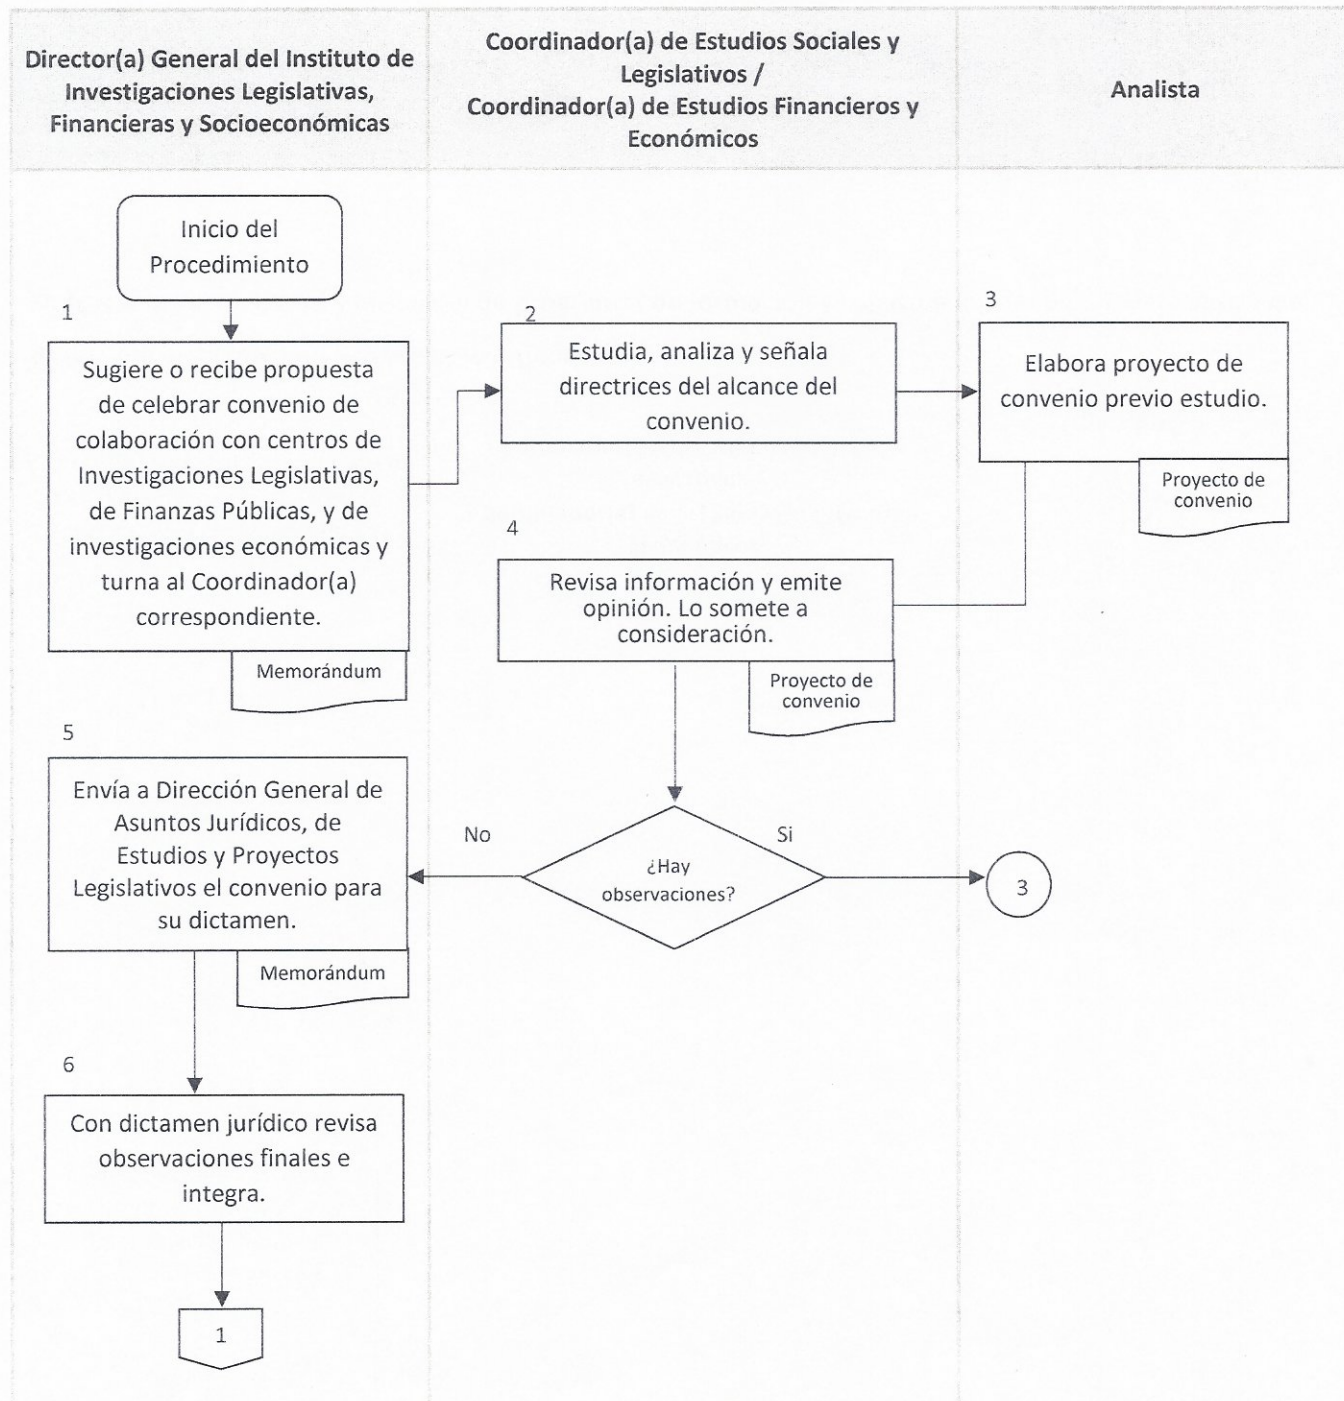 Director(a) General del Instituto de
Investigaciones Legislativas,
Financieras y Socioeconómicas
Coordinador(a) de Estudios Sociales y
Legislativos /
Coordinador(a) de Estudios Financieros y
Económicos
Analista
Inicio del
Procedimiento
1
Sugiere o recibe propuesta
de celebrar convenio de
colaboración con centros de
Investigaciones Legislativas,
de Finanzas Públicas, y de
investigaciones económicas y
turna al Coordinador(a)
correspondiente.
Memorándum
2
Estudia, analiza y señala
directrices del alcance del
convenio.
3
Elabora proyecto de
convenio previo estudio.
Proyecto de
convenio
4
Revisa información y emite
opinión. Lo somete a
consideración.
Proyecto de
convenio
¿Hay
observaciones?
No
Si
3
5
Envía a Dirección General de
Asuntos Jurídicos, de
Estudios y Proyectos
Legislativos el convenio para
su dictamen.
Memorándum
6
Con dictamen jurídico revisa
observaciones finales e
integra.
1